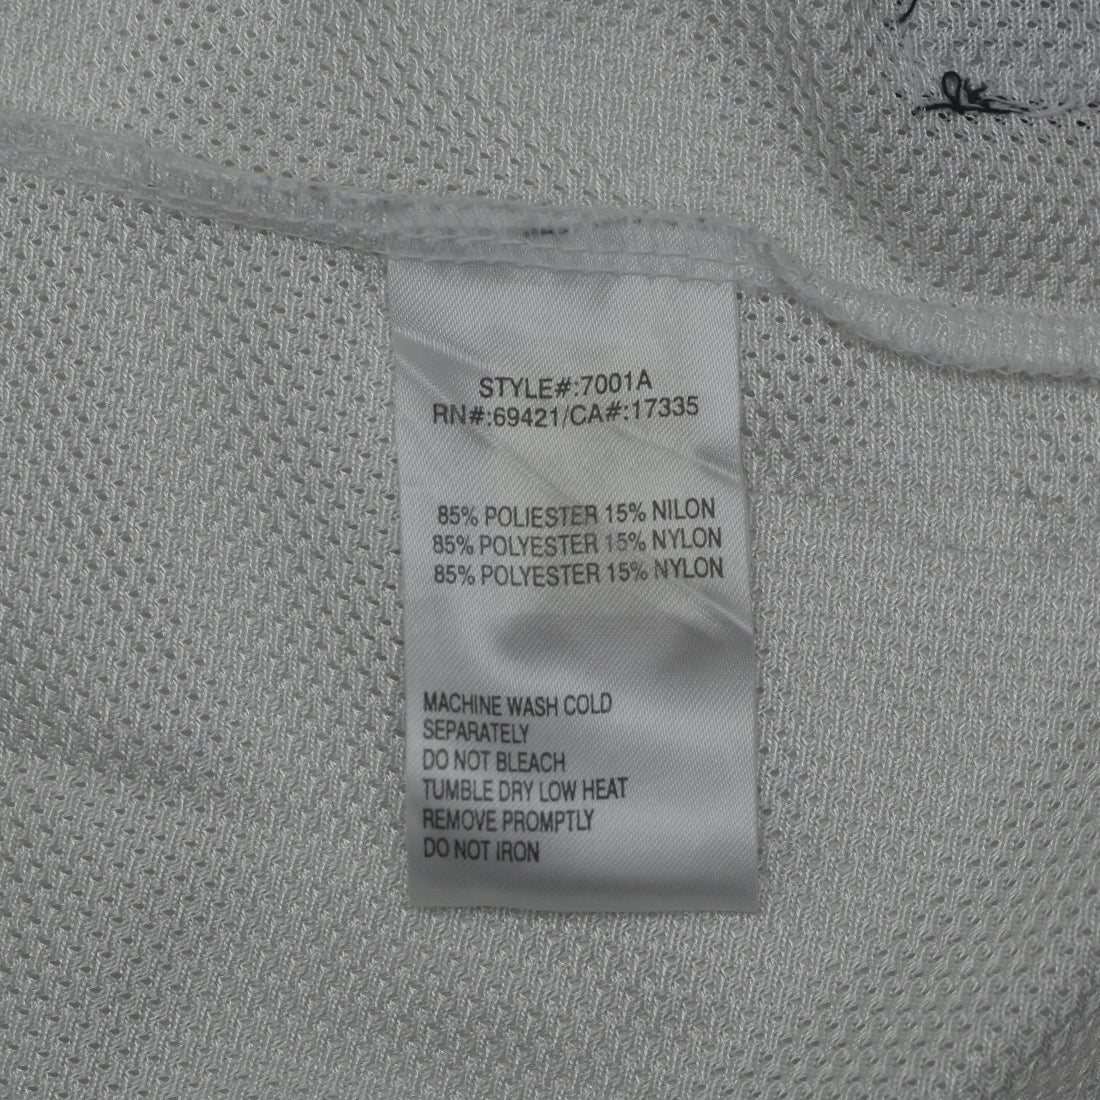 STYLE#:7001A
RN#:69421/CA#:17335
85% POLIESTER 15% NILON
85% POLYESTER 15% NYLON
85% POLYESTER 15% NYLON
MACHINE WASH COLD
SEPARATELY
DO NOT BLEACH
TUMBLE DRY LOW HEAT
REMOVE PROMPTLY
DO NOT IRON